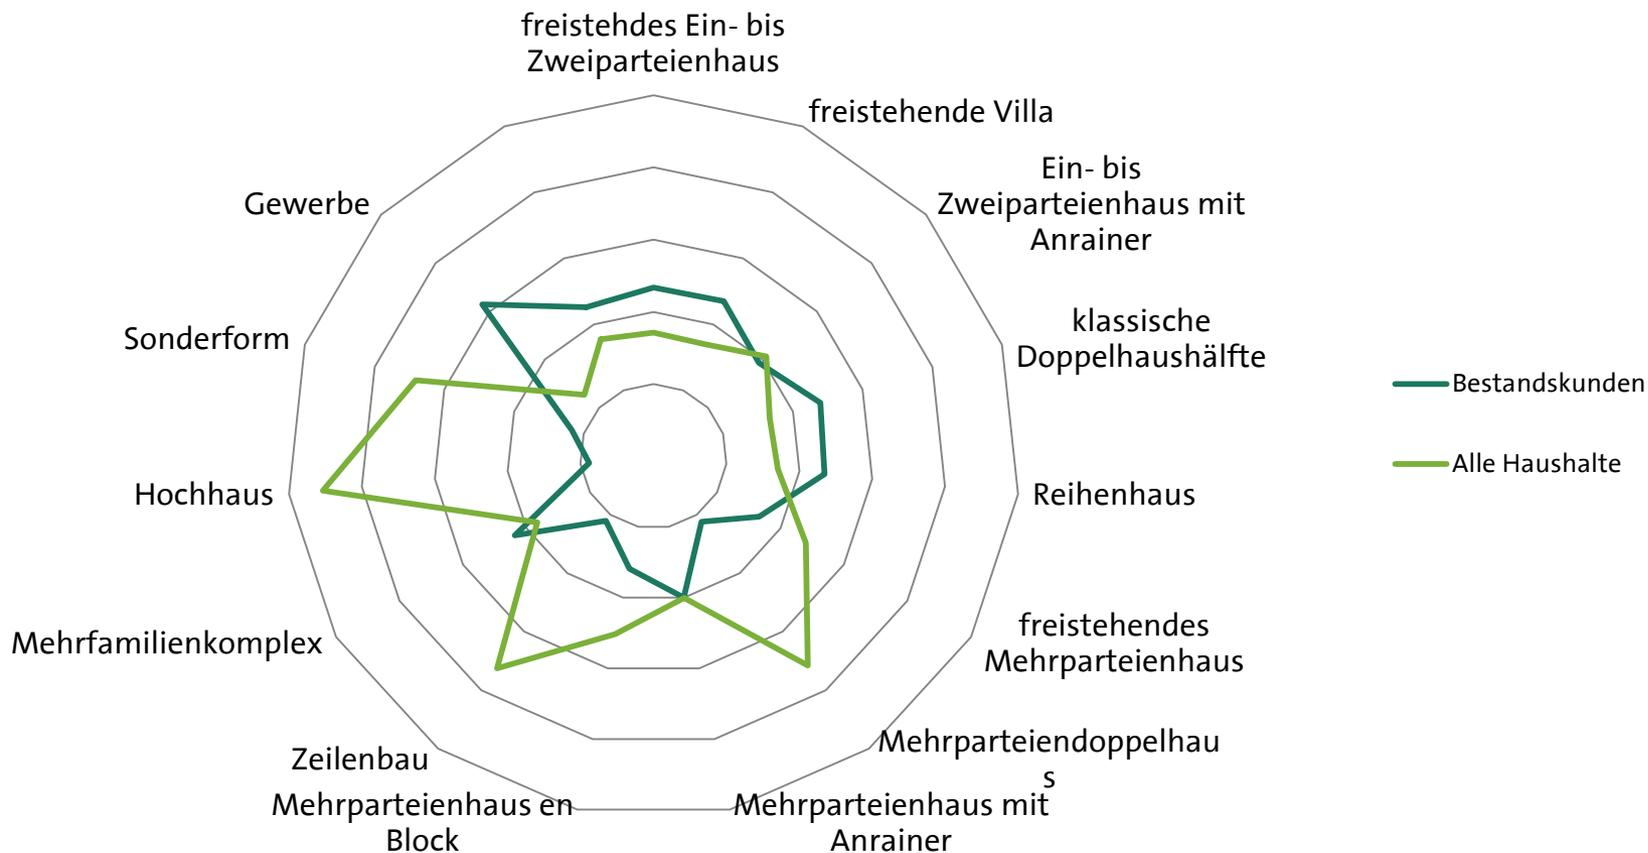 freistehdes Ein- bis
Zweiparteienhaus
freistehende Villa
Ein- bis
Zweiparteienhaus mit
Anrainer
klassische
Doppelhaushälfte
Reihenhaus
freistehendes
Mehrparteienhaus
Mehrparteiendoppelhau
s
Mehrparteienhaus mit
Anrainer
Mehrparteienhaus en
Block
Zeilenbau
Mehrfamilienkomplex
Hochhaus
Sonderform
Gewerbe
Bestandskunden
Alle Haushalte